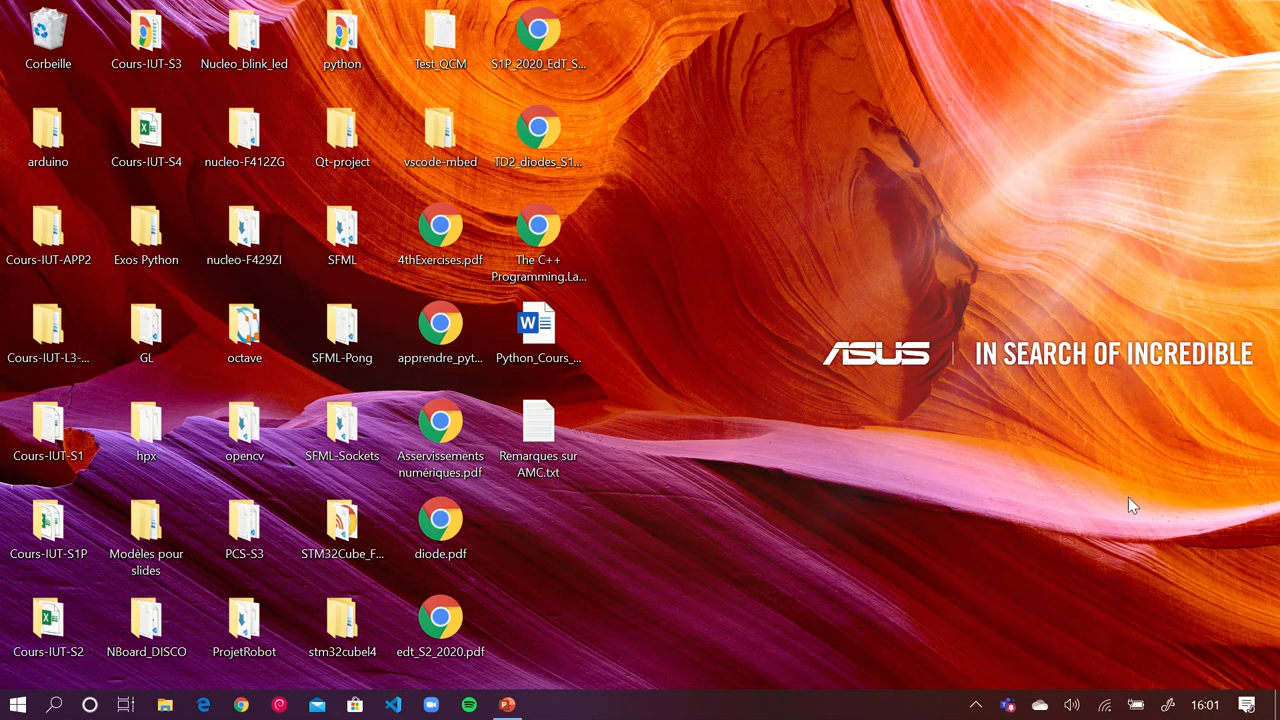 Corbeille
Cours-IUT-S3
Nucleo_blink_led
python
Test_QCM
S1P_2020_EdT_S...
arduino
Cours-IUT-S4
nucleo-F412ZG
Qt-project
vscode-mbed
TD2_diodes_S1...
Cours-IUT-APP2
Exos Python
nucleo-F429ZI
SFML
4thExercises.pdf
The C++
Programming.La...
Cours-IUT-L3-...
GL
octave
SFML-Pong
apprendre_pyt...
Python_Cours_...
ASUS
IN SEARCH OF INCREDIBLE
Cours-IUT-S1
hpx
opencv
SFML-Sockets
Asservissements
numériques.pdf
Remarques sur
AMC.txt
Cours-IUT-S1P
Modèles pour
slides
PCS-S3
STM32Cube_F...
diode.pdf
Cours-IUT-S2
NBoard_DISCO
ProjetRobot
stm32cubel4
edt_S2_2020.pdf
16:01